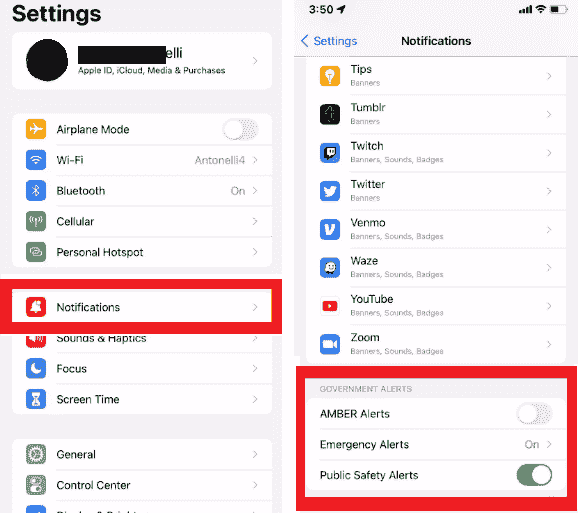 Settings
elli
Apple ID, iCloud, Media & Purchases
Airplane Mode
Wi-Fi Antonelli4
Bluetooth On
Cellular
Personal Hotspot
Notifications
Sounds & Haptics
Focus
Screen Time
General
Control Center
3:50
Settings Notifications
Tips
Banners
Tumblr
Banners
Twitch
Banners, Sounds, Badges
Twitter
Banners, Sounds, Badges
Venmo
Banners, Sounds, Badges
Waze
Banners, Sounds, Badges
YouTube
Banners, Sounds, Badges
Zoom
Banners, Sounds, Badges
GOVERNMENT ALERTS
AMBER Alerts
Emergency Alerts On
Public Safety Alerts